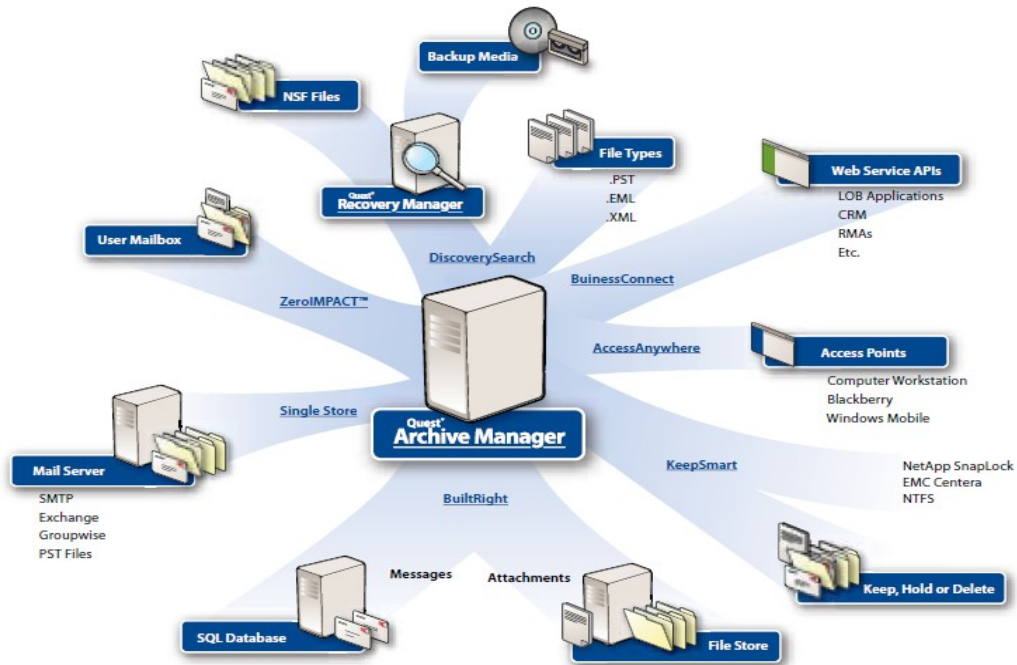 Backup Media
NSF Files
File Types
.PST
.EML
.XML
Web Service APIs
LOB Applications
CRM
RMAs
Etc.
Quest®
Recovery Manager
User Mailbox
DiscoverySearch
BuinessConnect
ZeroIMPACT™
AccessAnywhere
Access Points
Computer Workstation
Blackberry
Windows Mobile
Single Store
Quest®
Archive Manager
Mail Server
SMTP
Exchange
Groupwise
PST Files
KeepSmart
NetApp SnapLock
EMC Centera
NTFS
BuiltRight
Messages
Attachments
Keep, Hold or Delete
SQL Database
File Store